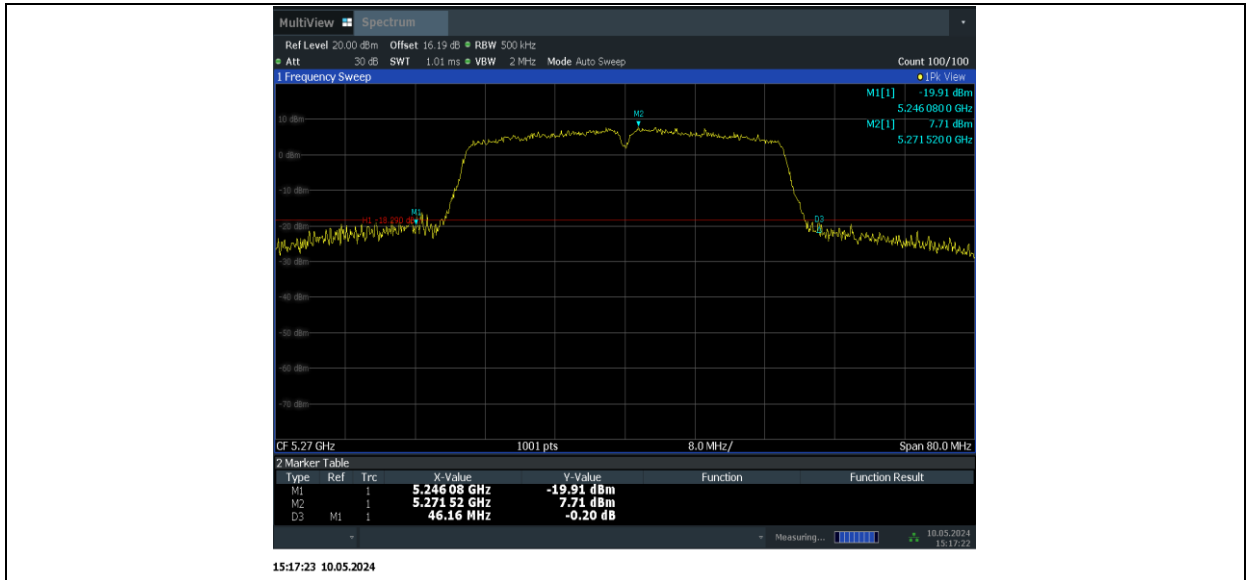 MultiView Spectrum
Ref Level 20.00 dBm Offset 16.19 dB RBW 500 kHz
Att 30 dB SWT 1.01 ms VBW 2 MHz Mode Auto Sweep Count 100/100
1 Frequency Sweep 1Pk View
M1[1] -19.91 dBm
5.246 080 0 GHz
M2[1] 7.71 dBm
5.271 520 0 GHz
M2
10 dBm
0 dBm
-10 dBm
M1
D3
-20 dBm
-30 dBm
-40 dBm
-50 dBm
-60 dBm
-70 dBm
CF 5.27 GHz 1001 pts 8.0 MHz/ Span 80.0 MHz
2 Marker Table
Type Ref Trc X-Value Y-Value Function Function Result
M1 1 5.246 08 GHz -19.91 dBm
M2 1 5.271 52 GHz 7.71 dBm
D3 M1 1 46.16 MHz -0.20 dB
Measuring... 10.05.2024
15:17:22
15:17:23 10.05.2024